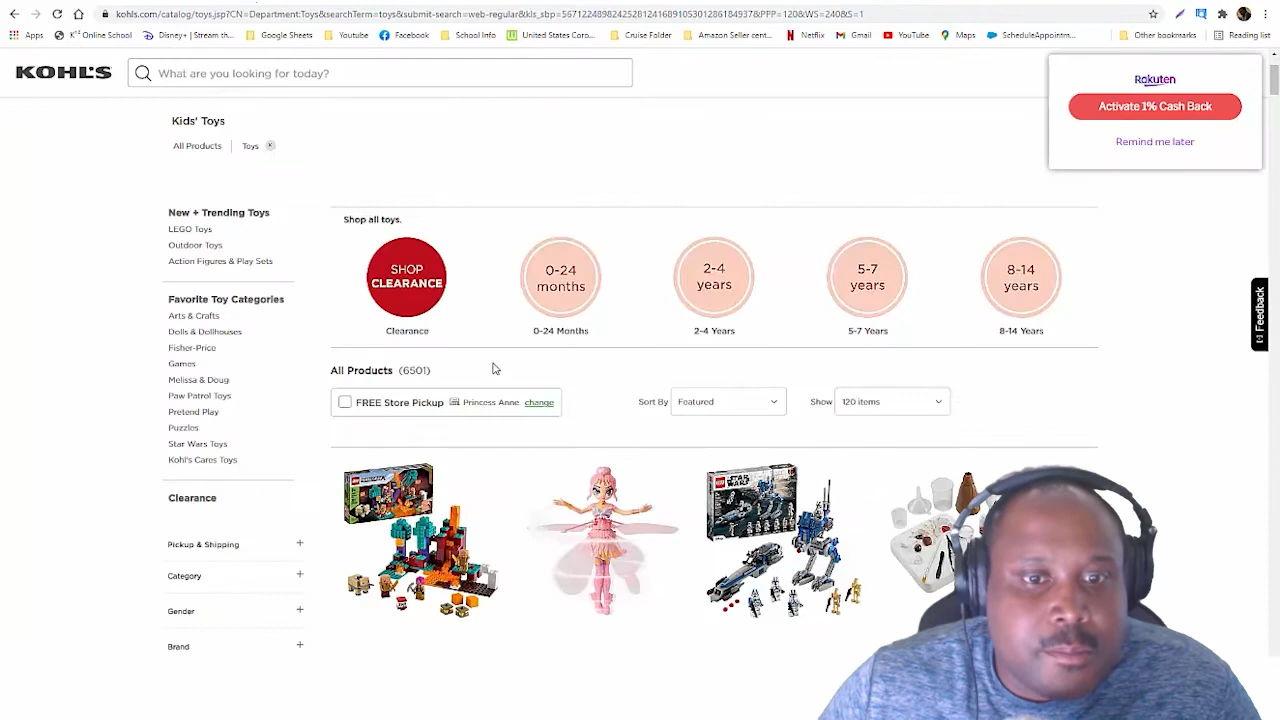 kohls.com/catalog/toys.jsp?CN=Department:Toys&searchTerm=toys&submit-search=web-regular&kls_sbp=56712248982425281241689105301286184937&PPP=120&WS=240&S=1
Apps K12 Online School Disney+ | Stream th... Google Sheets Youtube Facebook School Info United States Coro... Cruise Folder Amazon Seller cent... Netflix Gmail YouTube Maps ScheduleAppointm... Other bookmarks Reading list
KOHL'S What are you looking for today?
Rakuten
Activate 1% Cash Back
Remind me later
Kids' Toys
All Products Toys
New + Trending Toys
LEGO Toys
Outdoor Toys
Action Figures & Play Sets
Favorite Toy Categories
Arts & Crafts
Dolls & Dollhouses
Fisher-Price
Games
Melissa & Doug
Paw Patrol Toys
Pretend Play
Puzzles
Star Wars Toys
Kohl's Cares Toys
Clearance
Pickup & Shipping +
Category +
Gender +
Brand +
Shop all toys.
SHOP CLEARANCE
0-24 months
2-4 years
5-7 years
8-14 years
Clearance 0-24 Months 2-4 Years 5-7 Years 8-14 Years
All Products (6501)
FREE Store Pickup Princess Anne change Sort By Featured Show 120 items
Feedback